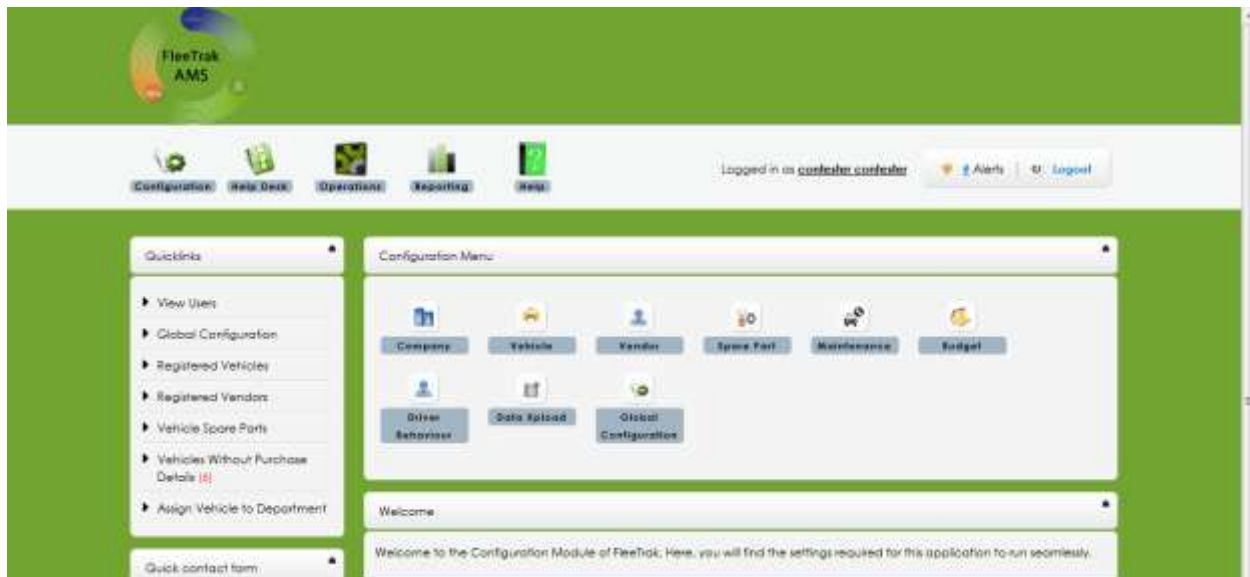 FleeTrak
AMS
Configuration
Help Desk
Operations
Reporting
Help
Logged in as
Alerts
Logout
Quicklinks
View Users
Global Configuration
Registered Vehicles
Registered Vendors
Vehicle Spare Parts
Vehicles Without Purchase
Details (6)
Assign Vehicle to Department
Quick contact form
Configuration Menu
Company
Vehicle
Vendor
Spare Part
Maintenance
Budget
Driver
Behaviour
Data Upload
Global
Configuration
Welcome
Welcome to the Configuration Module of FleeTrak. Here, you will find the settings required for this application to run seamlessly.